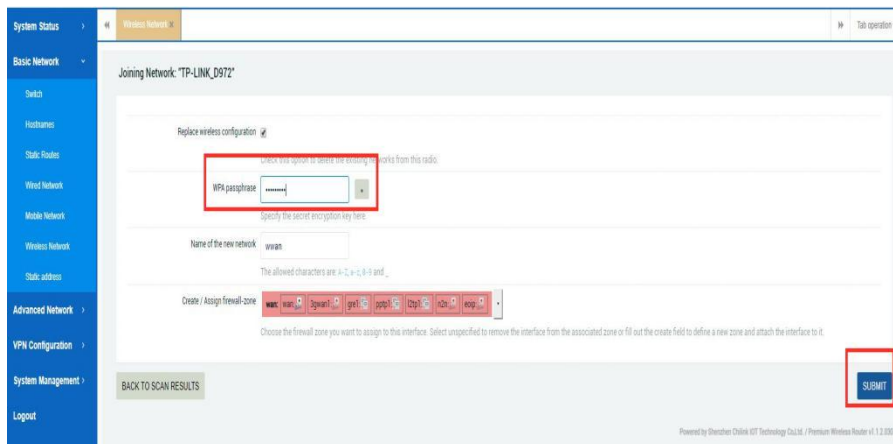 System Status
Wireless Network
Tab operation
Basic Network
Switch
Hostnames
Static Routes
Wired Network
Mobile Network
Wireless Network
Static address
Advanced Network
VPN Configuration
System Management
Logout
Joining Network: "TP-LINK_D972"
Replace wireless configuration
Check this option to delete the existing networks from this radio.
WPA passphrase
Specify the secret encryption key here.
Name of the new network wwan
The allowed characters are: A-Z, a-z, 0-9 and _
Create / Assign firewall-zone wan: wan: 3gwan1: gre1: pptp1: l2tp1: n2n: eoip:
Choose the firewall zone you want to assign to this interface. Select unspecified to remove the interface from the associated zone or fill out the create field to define a new zone and attach the interface to it.
BACK TO SCAN RESULTS
SUBMIT
Powered by Shenzhen Chilink IOT Technology Co,Ltd. / Premium Wireless Router